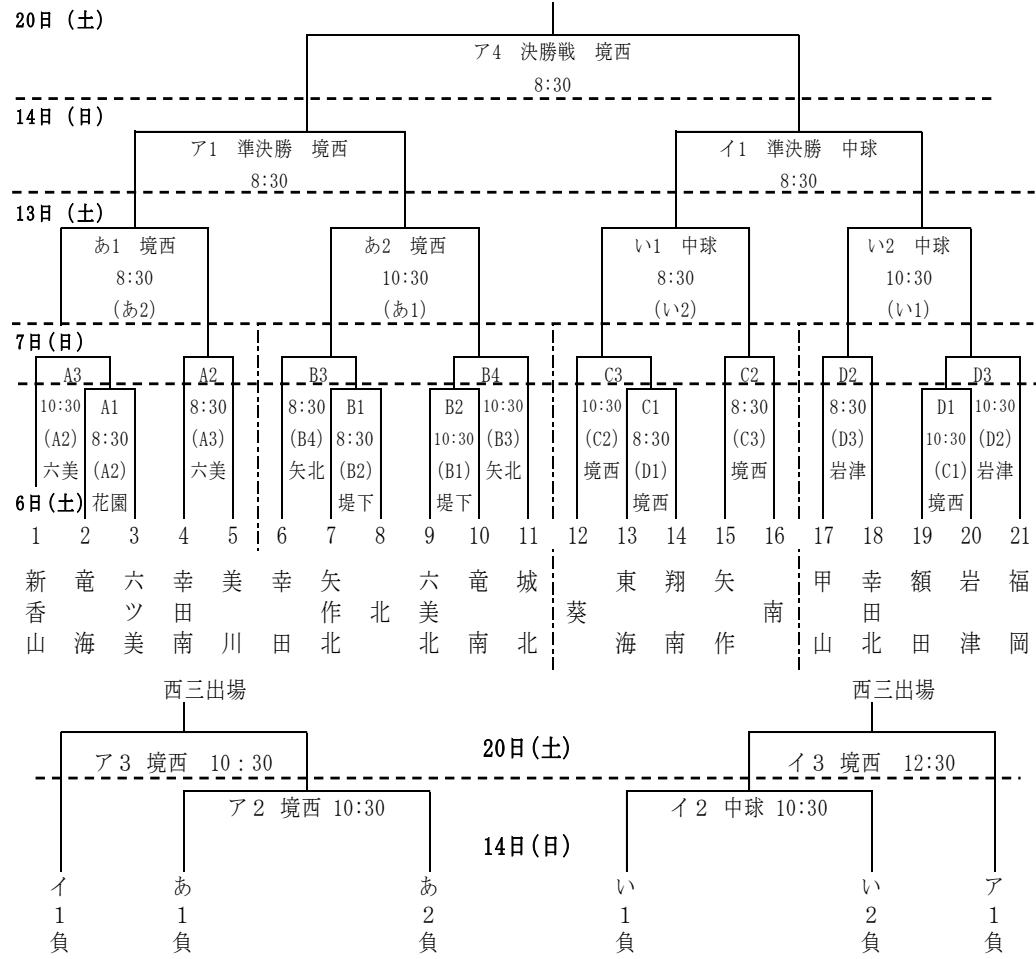 20日 (土)
ア4 決勝戦 境西
8:30
14日 (日)
ア1 準決勝 境西
8:30
イ1 準決勝 中球
8:30
13日 (土)
あ1 境西
8:30
(あ2)
あ2 境西
10:30
(あ1)
い1 中球
8:30
(い2)
い2 中球
10:30
(い1)
7日(日)
A3 A2 B3 B4 C3 C2 D2 D3
10:30 A1 8:30 8:30 B1 B2 10:30 10:30 C1 8:30 8:30 D1 10:30
(A2) 8:30 (A3) (B4) 8:30 10:30 (B3) (C2) 8:30 (C3) (D3) 10:30 (D2)
六美 (A2) 六美 矢北 (B2) (B1) 矢北 境西 (D1) 境西 岩津 (C1) 岩津
6日(土) 花園 堤下 堤下 境西 境西
1 2 3 4 5 6 7 8 9 10 11 12 13 14 15 16 17 18 19 20 21
新香山
竜海
六ツ美
幸田南
美川
幸田
矢作北
北
六美北
竜南
城北
葵
東海
翔南
矢作
南
甲山
幸田北
額田
岩津
福岡
西三出場
西三出場
20日(土)
ア3 境西 10:30
イ3 境西 12:30
ア2 境西 10:30
イ2 中球 10:30
14日(日)
イ1負
あ1負
あ2負
い1負
い2負
ア1負